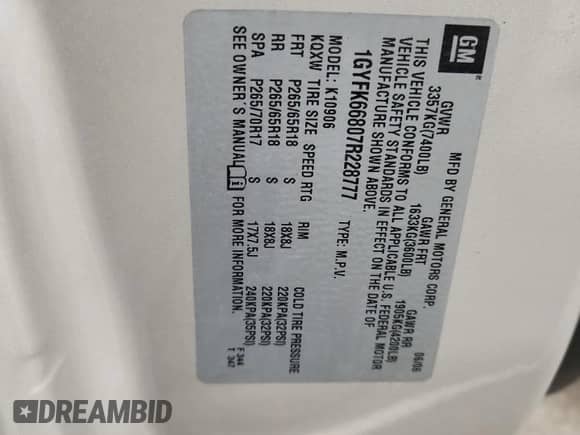 GM
®
MFD BY GENERAL MOTORS CORP. 06/06
GVWR GAWR FRT GAWR RR
3357KG(7400LB) 1633KG(3600LB) 1905KG(4200LB)
THIS VEHICLE CONFORMS TO ALL APPLICABLE U.S. FEDERAL MOTOR
VEHICLE SAFETY STANDARDS IN EFFECT ON THE DATE OF
MANUFACTURE SHOWN ABOVE.
1GYFK66807R228777 TYPE: M.P.V.
MODEL: K10906
KQXW TIRE SIZE SPEED RTG RIM COLD TIRE PRESSURE
FRT P265/65R18 S 18X8J 220KPA(32PSI)
RR P265/65R18 S 18X8J 220KPA(32PSI)
SPA P265/70R17 S 17X7.5J 240KPA(35PSI)
SEE OWNER'S MANUAL i FOR MORE INFORMATION.
F 344
T 347
DREAMBID